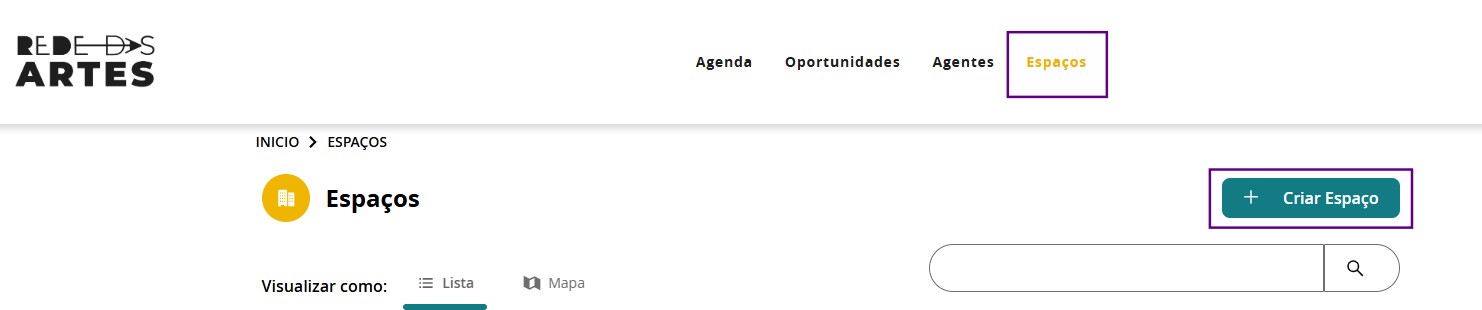 REDE DAS
ARTES
Agenda Oportunidades Agentes Espaços
INICIO > ESPAÇOS
Espaços
+ Criar Espaço
Visualizar como: Lista Mapa